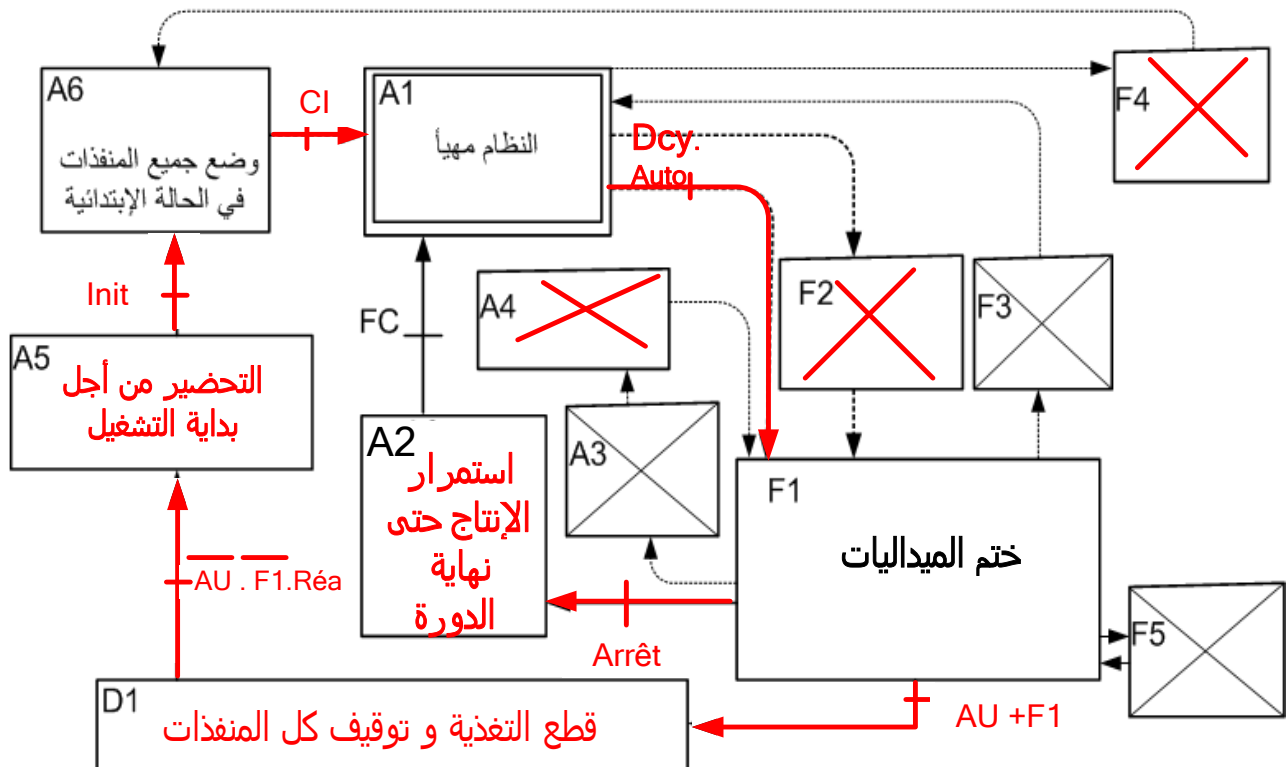 A6
وضع جميع المنفذات
في الحالة الإبتدائية
CI
A1
النظام مهيأ
Dcy.
Auto
F4
Init
FC
A4
F2
F3
A5
التحضير من أجل
بداية التشغيل
A2
استمرار
الإنتاج حتى
نهاية
الدورة
A3
F1
ختم الميداليات
Arrêt
F5
A̅U̅ . F̅1̅.Réa
D1
قطع التغذية و توقيف كل المنفذات
AU +F1